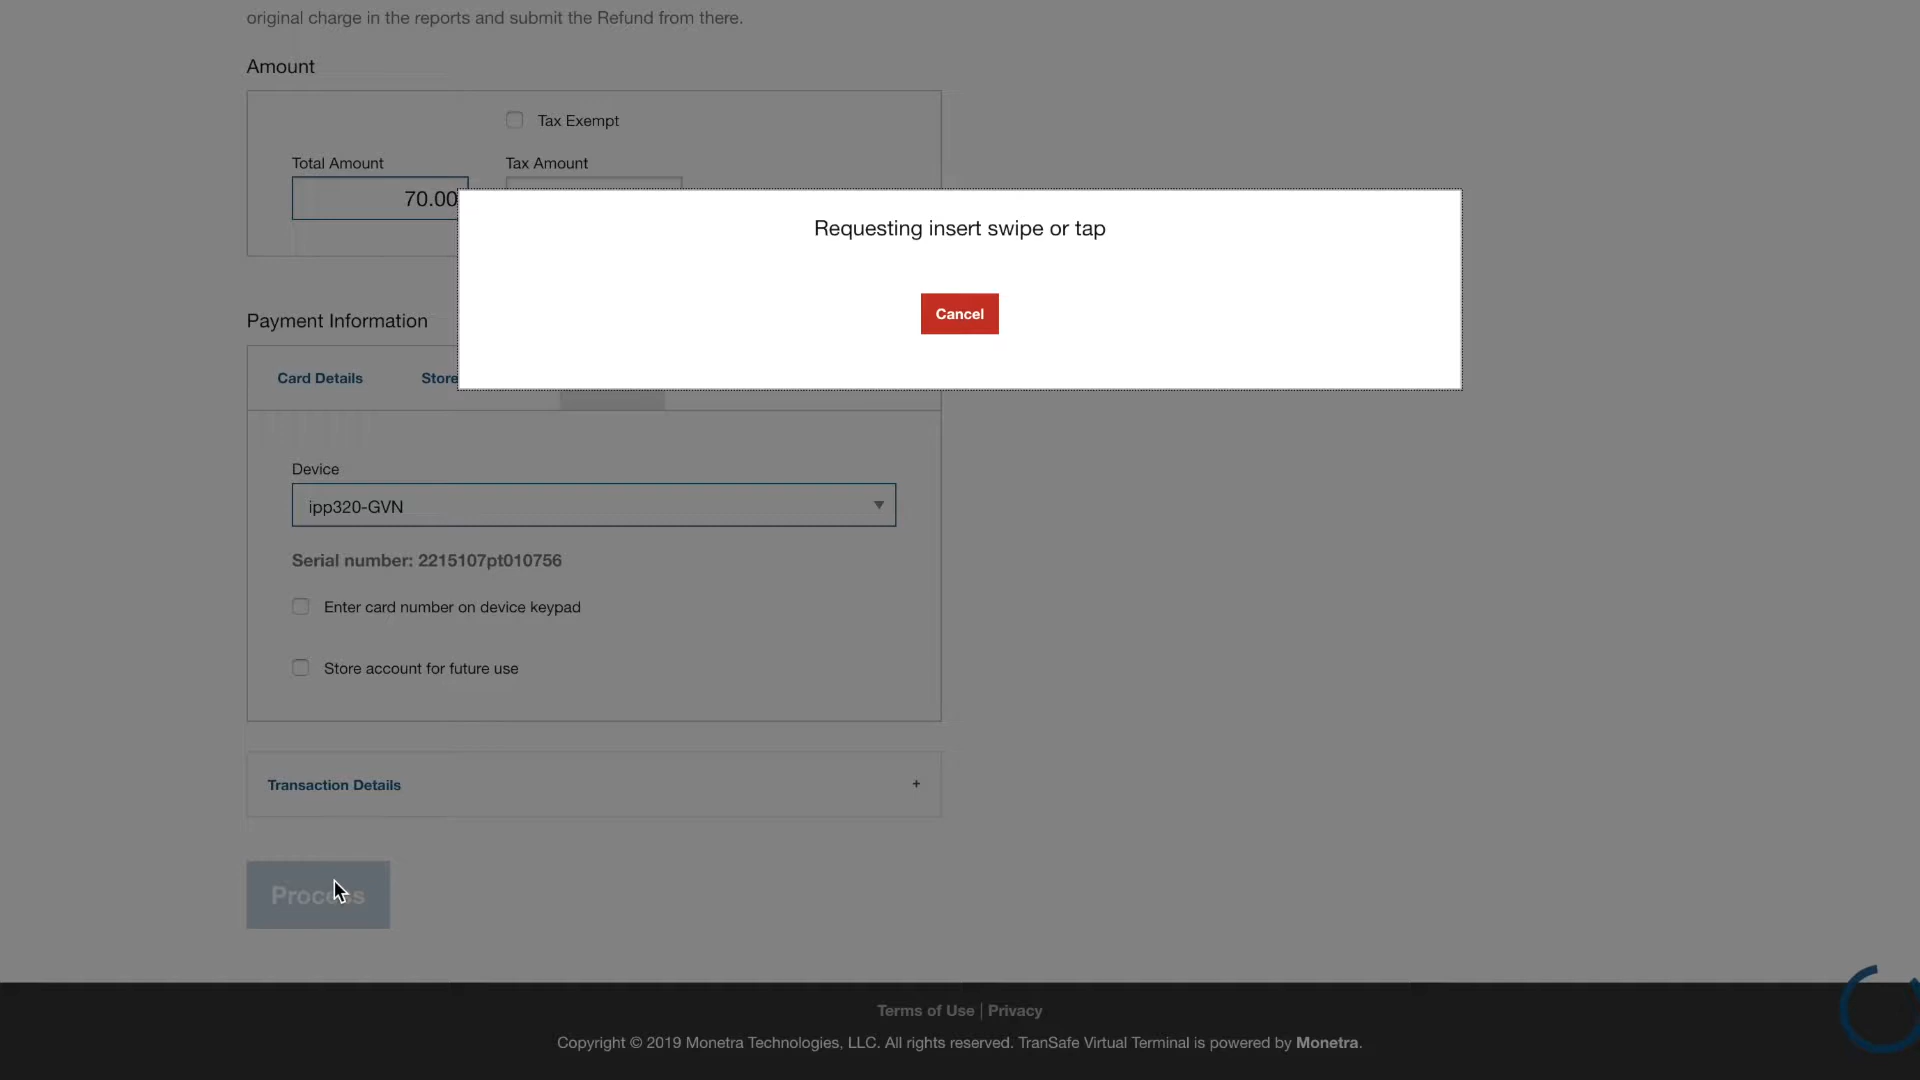 original charge in the reports and submit the Refund from there.
Amount
Tax Exempt
Total Amount
Tax Amount
70.00
Requesting insert swipe or tap
Cancel
Payment Information
Card Details
Store
Device
ipp320-GVN
Serial number: 2215107pt010756
Enter card number on device keypad
Store account for future use
Transaction Details
+
Process
Terms of Use | Privacy
Copyright © 2019 Monetra Technologies, LLC. All rights reserved. TranSafe Virtual Terminal is powered by Monetra.